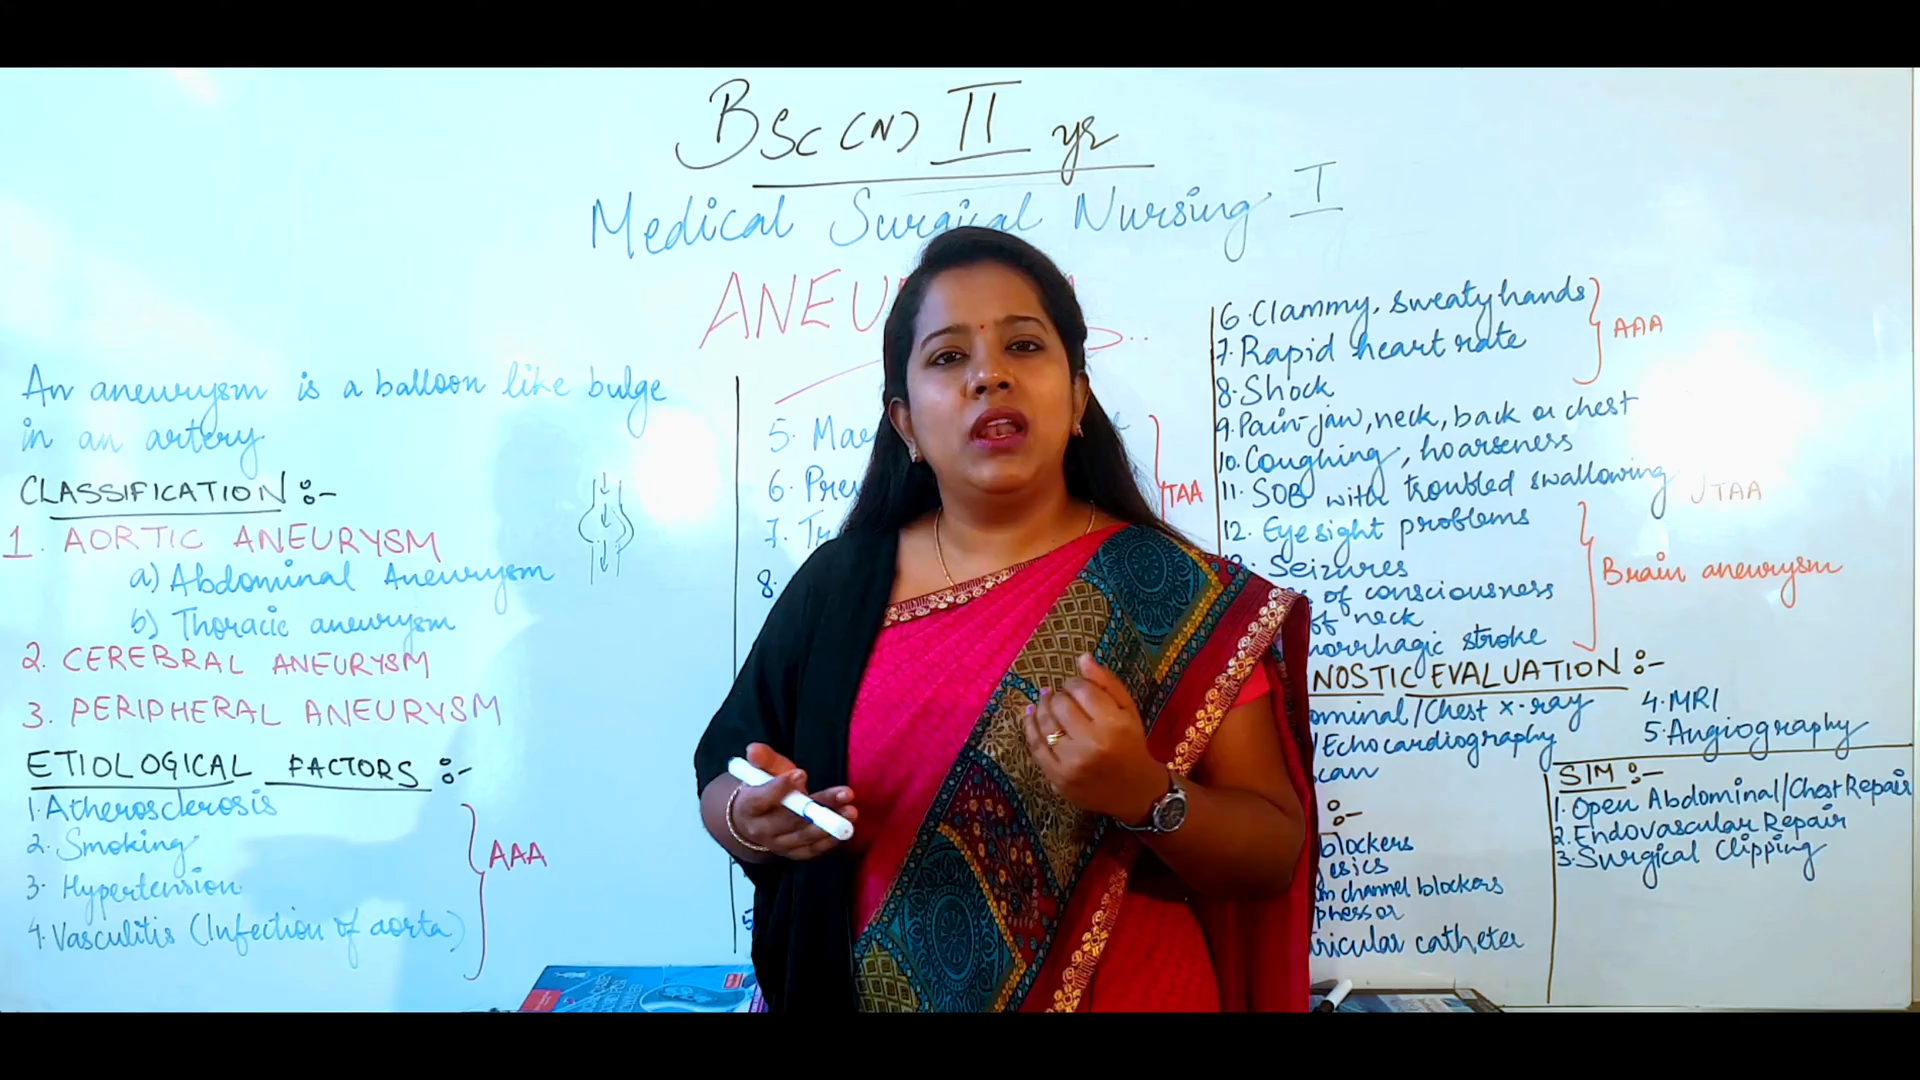 BSc (N) II yr
Medical Surgical Nursing I
An aneurysm is a balloon like bulge
in an artery
CLASSIFICATION :-
1. AORTIC ANEURYSM
a) Abdominal Aneurysm
b) Thoracic aneurysm
2. CEREBRAL ANEURYSM
3. PERIPHERAL ANEURYSM
ETIOLOGICAL FACTORS :-
1. Atherosclerosis
2. Smoking
3. Hypertension
4. Vasculitis (Infection of aorta)
AAA
5.
6.
7.
8.
TAA
6. Clammy, sweaty hands
7. Rapid heart rate
8. Shock
AAA
9. Pain-jaw, neck, back or chest
10. Coughing, hoarseness
11. SOB with troubled swallowing
TAA
12. Eyesight problems
Seizures
of consciousness
neck
stroke
Brain aneurysm
EVALUATION :-
/Chest x-ray
/Echocardiography
4. MRI
5. Angiography
:-
blockers
channel blockers
catheter
SIM :-
1. Open Abdominal/Chest Repair
2. Endovascular Repair
3. Surgical Clipping